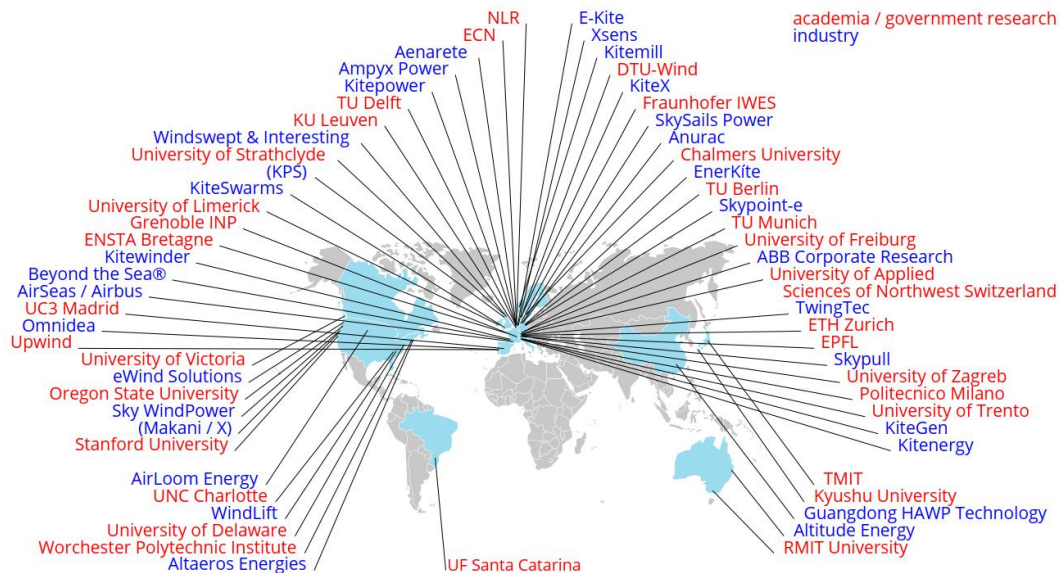 NLR
ECN
Aenarete
Ampyx Power
Kitepower
TU Delft
KU Leuven
Windswept & Interesting
University of Strathclyde
(KPS)
KiteSwarms
University of Limerick
Grenoble INP
ENSTA Bretagne
Kitewinder
Beyond the Sea®
AirSeas / Airbus
UC3 Madrid
Omnidea
Upwind
University of Victoria
eWind Solutions
Oregon State University
Sky WindPower
(Makani / X)
Stanford University
AirLoom Energy
UNC Charlotte
WindLift
University of Delaware
Worchester Polytechnic Institute
Altaeros Energies
UF Santa Catarina
E-Kite
Xsens
Kitemill
DTU-Wind
KiteX
Fraunhofer IWES
SkySails Power
Anurac
Chalmers University
EnerKíte
TU Berlin
Skypoint-e
TU Munich
University of Freiburg
ABB Corporate Research
University of Applied
Sciences of Northwest Switzerland
TwingTec
ETH Zurich
EPFL
Skypull
University of Zagreb
Politecnico Milano
University of Trento
KiteGen
Kitenergy
TMIT
Kyushu University
Guangdong HAWP Technology
Altitude Energy
RMIT University
academia / government research
industry